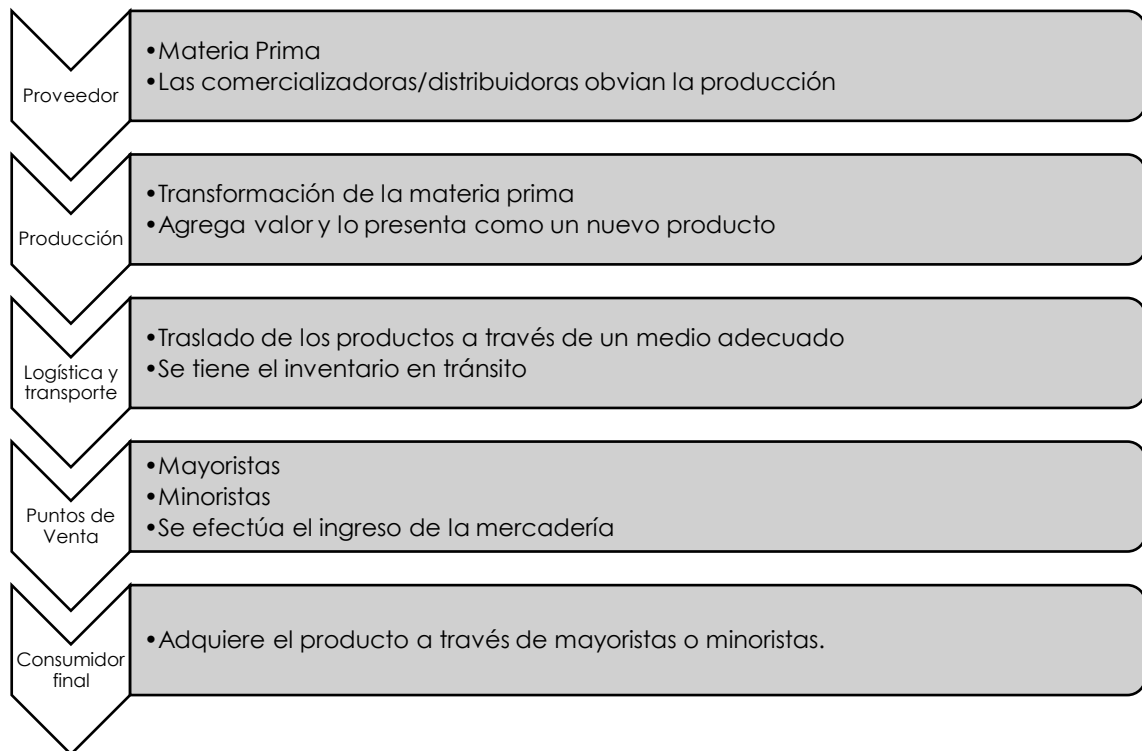 Proveedor
•Materia Prima
•Las comercializadoras/distribuidoras obvian la producción
Producción
•Transformación de la materia prima
•Agrega valor y lo presenta como un nuevo producto
Logística y
transporte
•Traslado de los productos a través de un medio adecuado
•Se tiene el inventario en tránsito
Puntos de
Venta
•Mayoristas
•Minoristas
•Se efectúa el ingreso de la mercadería
Consumidor
final
•Adquiere el producto a través de mayoristas o minoristas.